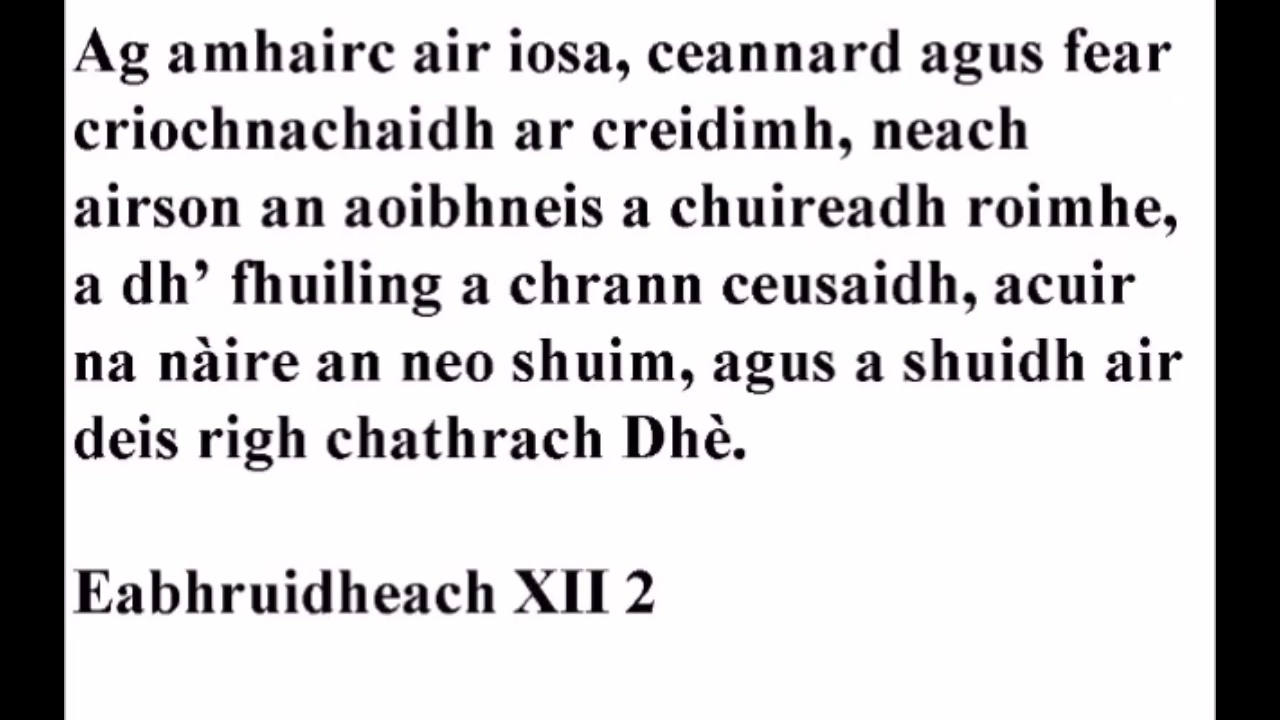 Ag amhairc air iosa, ceannard agus fear
criochnachaidh ar creidimh, neach
airson an aoibhneis a chuireadh roimhe,
a dh’ fhuiling a chrann ceusaidh, acuir
na nàire an neo shuim, agus a shuidh air
deis righ chathrach Dhè.
Eabhruidheach XII 2